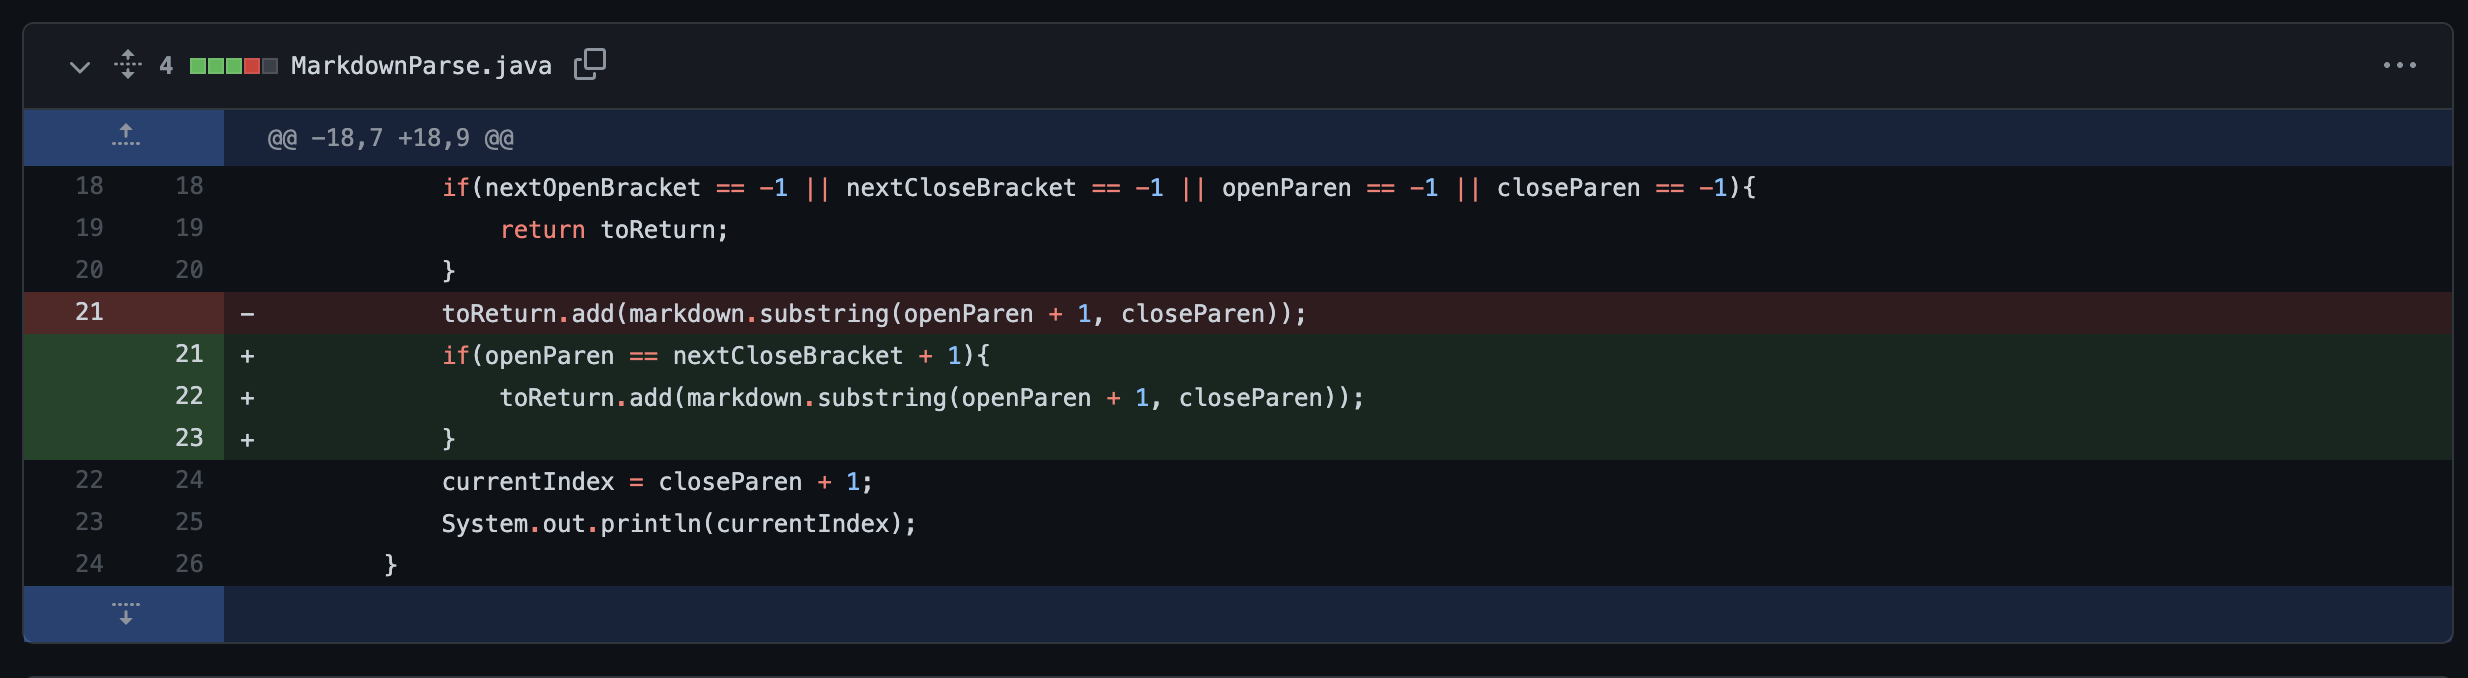 4 MarkdownParse.java
@@ -18,7 +18,9 @@
18 18 if(nextOpenBracket == -1 || nextCloseBracket == -1 || openParen == -1 || closeParen == -1){
19 19 return toReturn;
20 20 }
21 - toReturn.add(markdown.substring(openParen + 1, closeParen));
21 + if(openParen == nextCloseBracket + 1){
22 + toReturn.add(markdown.substring(openParen + 1, closeParen));
23 + }
22 24 currentIndex = closeParen + 1;
23 25 System.out.println(currentIndex);
24 26 }